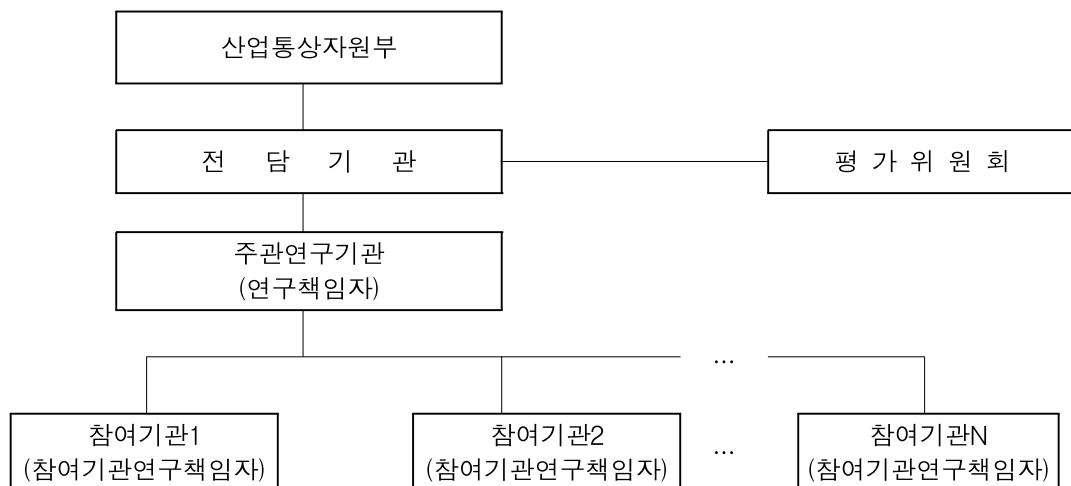 산업통상자원부
전 담 기 관
평 가 위 원 회
주관연구기관
(연구책임자)
...
참여기관1
(참여기관연구책임자)
참여기관2
(참여기관연구책임자)
...
참여기관N
(참여기관연구책임자)